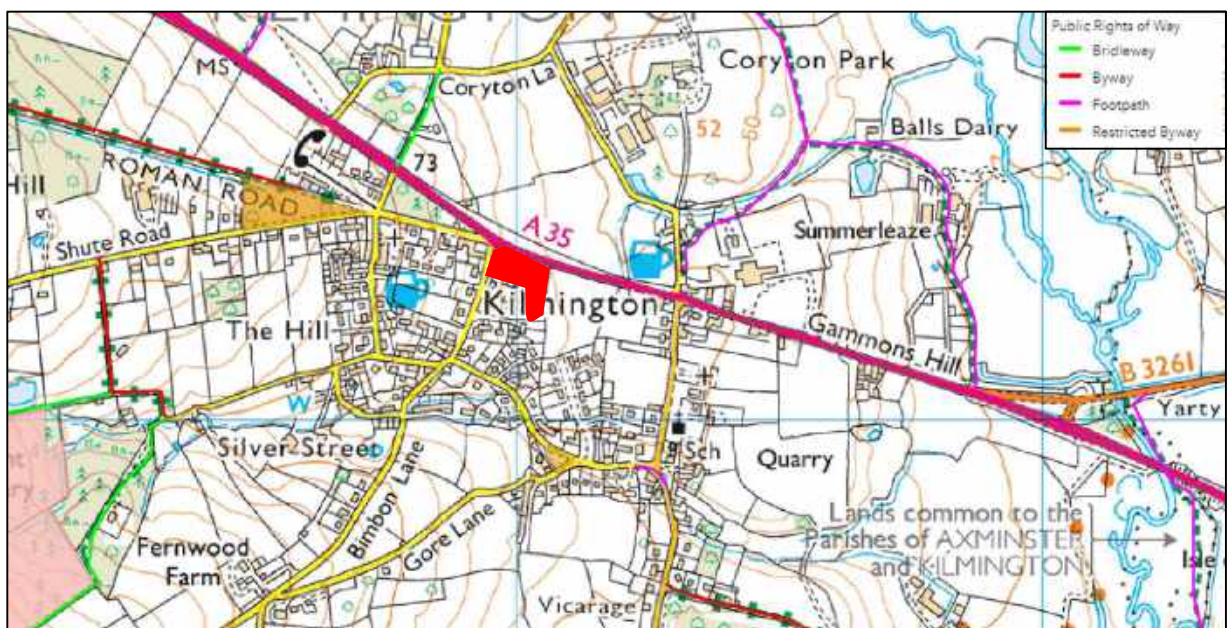 Public Rights of Way
Bridleway
Byway
Footpath
Restricted Byway
MS
Coryton La
Coryton Park
52
50
Balls Dairy
73
ROMAN ROAD
Hill
Shute Road
A 35
Summerleaze
Kilmington
The Hill
Gammons Hill
B 3261
Yarty
W
Silver Street
Sch
Quarry
Bimbon Lane
Gore Lane
Lands common to the
Parishes of AXMINSTER
and KILMINGTON
Isle
Fernwood
Farm
Vicarage